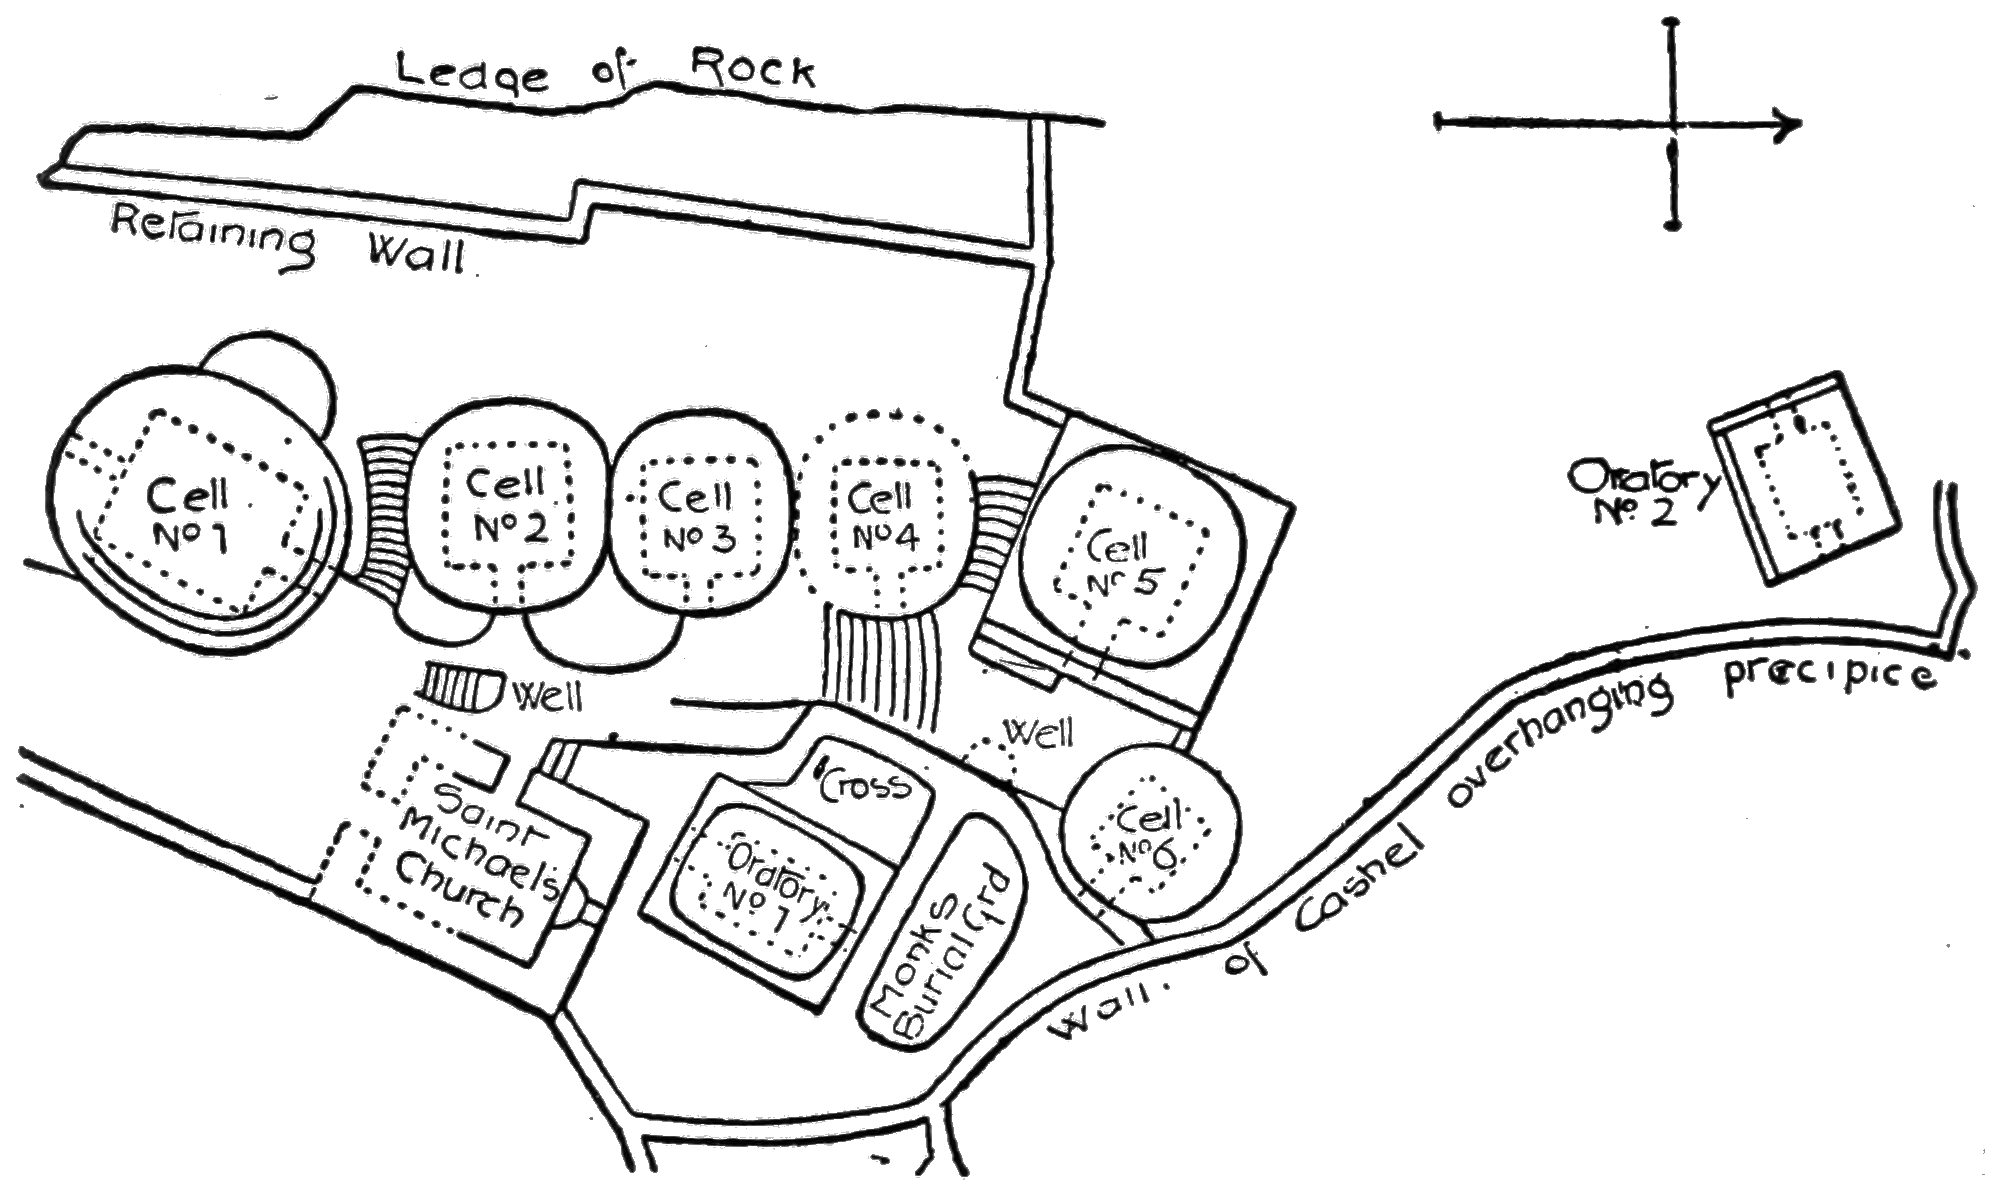 Ledge of Rock
Retaining Wall
Cell
Nº 1
Cell
Nº 2
Cell
Nº 3
Cell
Nº 4
Cell
Nº 5
Oratory
Nº 2
Well
Well
Cross
Cell
Nº 6
Saint
Michaels
Church
Oratory
Nº 1
Monks
Burial Grd
Wall of Cashel overhanging precipice